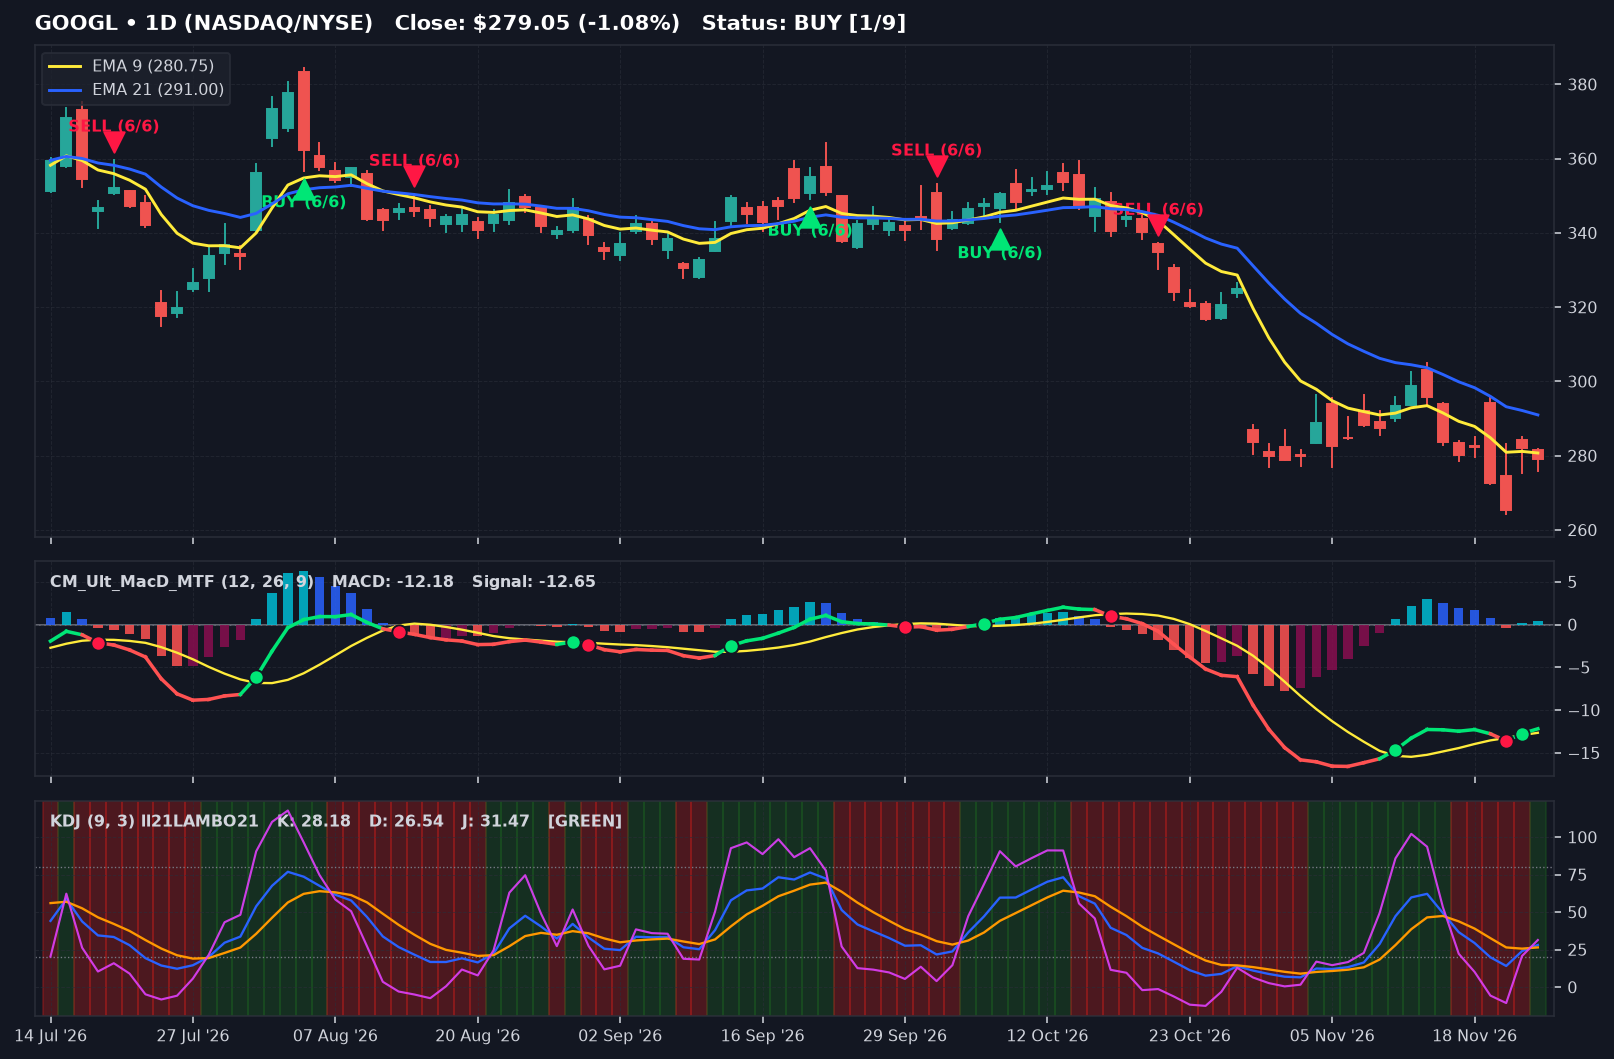 GOOGL • 1D (NASDAQ/NYSE)   Close: $279.05 (-1.08%)   Status: BUY [1/9]
EMA 9 (280.75)
EMA 21 (291.00)
380
SELL (6/6)
SELL (6/6)
SELL (6/6)
360
BUY (6/6)
SELL (6/6)
BUY (6/6)
340
BUY (6/6)
320
300
280
260
CM_Ult_MacD_MTF (12, 26, 9)   MACD: -12.18   Signal: -12.65
5
0
−5
−10
−15
KDJ (9, 3) II21LAMBO21   K: 28.18   D: 26.54   J: 31.47   [GREEN]
100
75
50
25
0
14 Jul '26   27 Jul '26   07 Aug '26   20 Aug '26   02 Sep '26   16 Sep '26   29 Sep '26   12 Oct '26   23 Oct '26   05 Nov '26   18 Nov '26